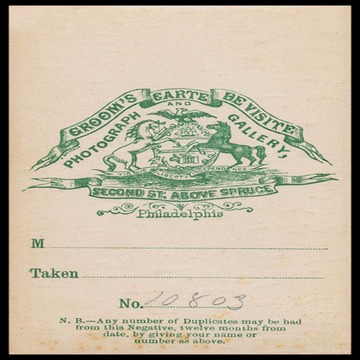 GROOM'S CARTE DE VISITE
AND
PHOTOGRAPH GALLERY,
SECOND ST. ABOVE SPRUCE
Philadelphia
M
Taken
No. 10803
N. B.—Any number of Duplicates may be had
from this Negative, twelve months from
date, by giving your name or
number as above.